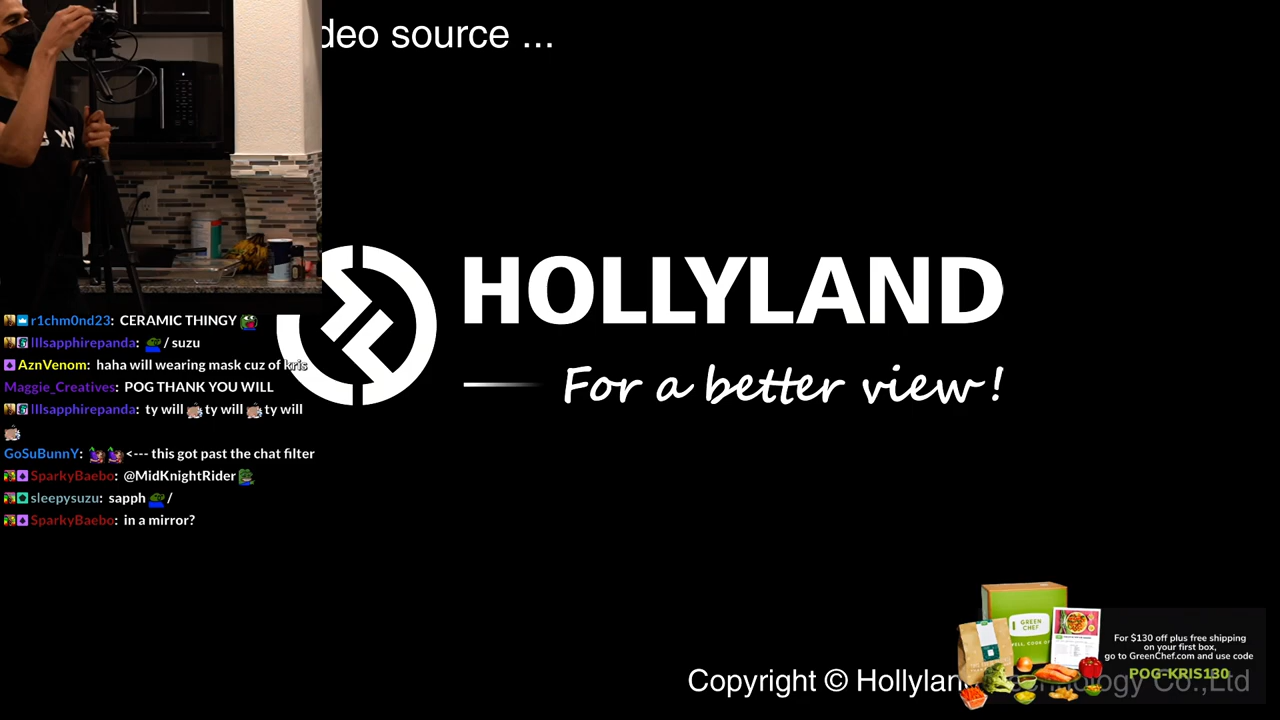 deo source ...
HOLLYLAND
For a better view!
r1chm0nd23: CERAMIC THINGY
lllsapphirepanda: / suzu
AznVenom: haha will wearing mask cuz of kris
Maggie_Creatives: POG THANK YOU WILL
lllsapphirepanda: ty will ty will ty will
GoSuBunnY: <--- this got past the chat filter
SparkyBaebo: @MidKnightRider
sleepysuzu: sapph /
SparkyBaebo: in a mirror?
GREEN
CHEF
For $130 off plus free shipping
on your first box,
go to GreenChef.com and use code
POG-KRIS130
Copyright © Hollyland Technology Co.,Ltd